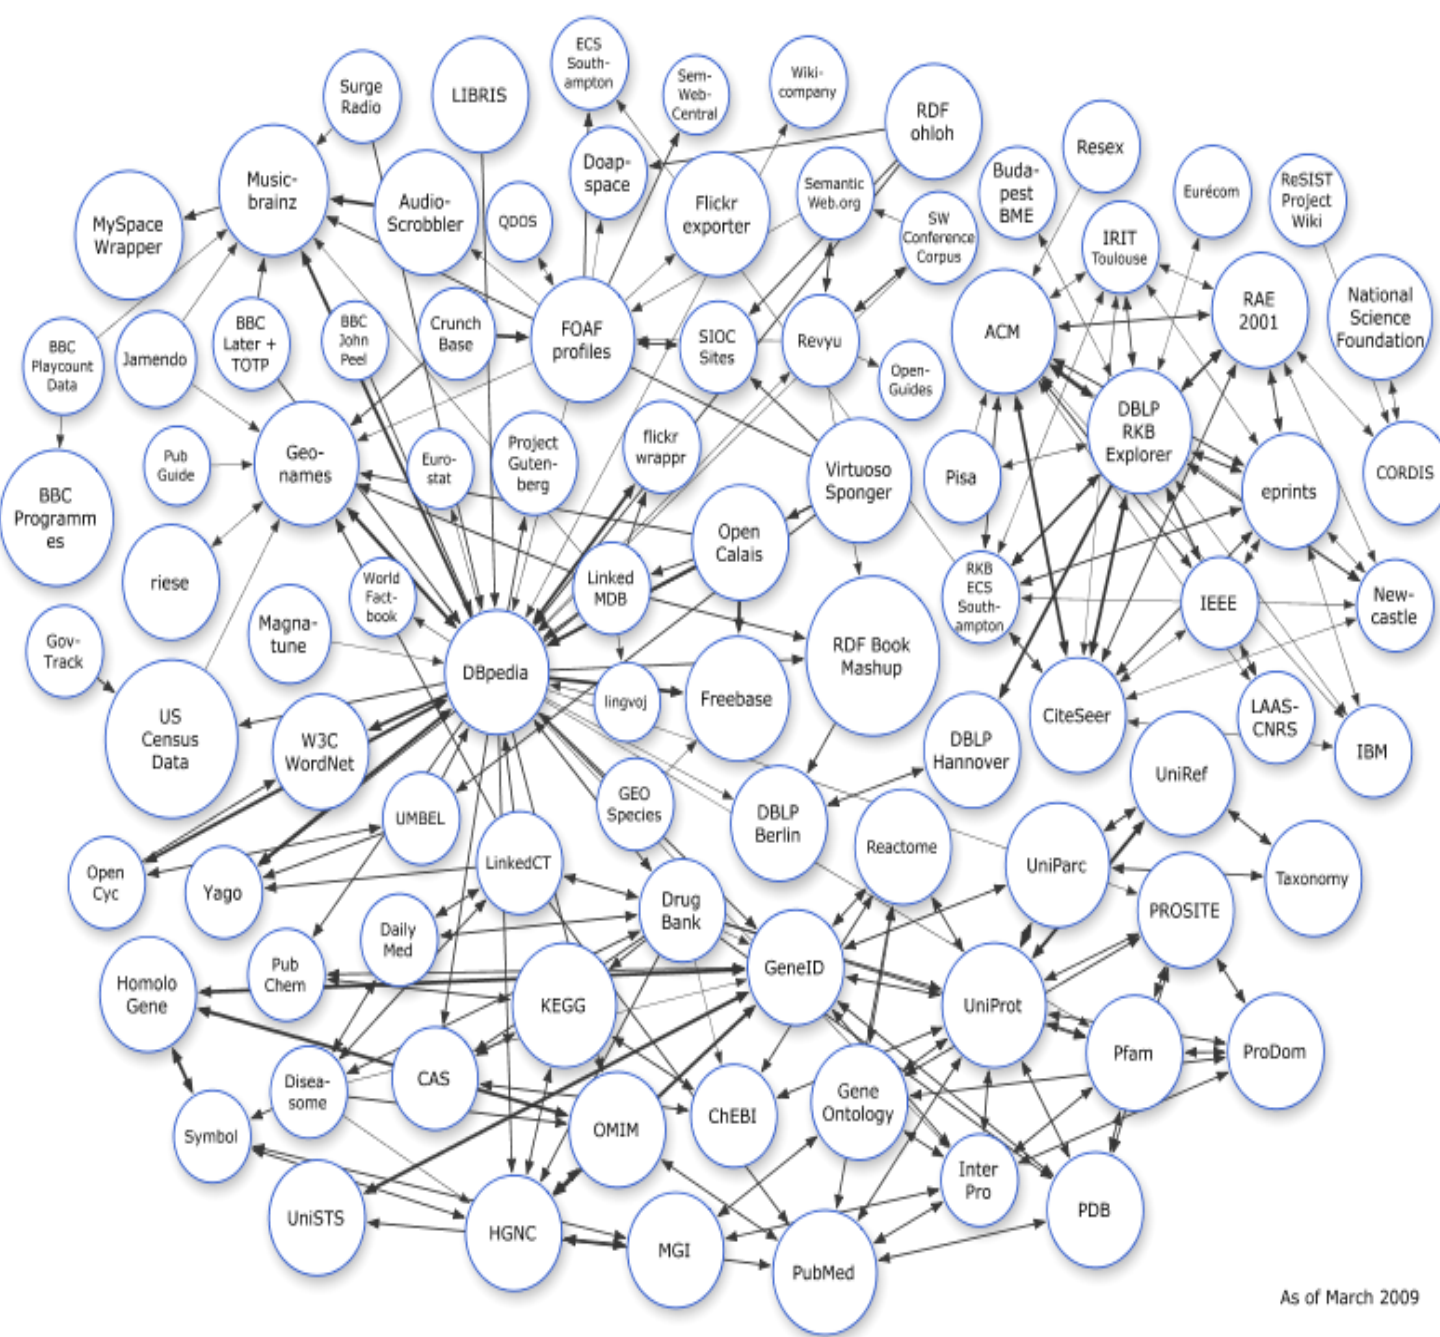 ECS
South-
ampton
Sem-
Web-
Central
Wiki-
company
Surge
Radio
LIBRIS
RDF
ohloh
Resex
Doap-
space
Buda-
pest
BME
Eurécom
ReSIST
Project
Wiki
Music-
brainz
MySpace
Wrapper
Audio-
Scrobbler
QDOS
Flickr
exporter
Semantic
Web.org
SW
Conference
Corpus
IRIT
Toulouse
BBC
Playcount
Data
Jamendo
BBC
Later +
TOTP
BBC
John
Peel
Crunch
Base
FOAF
profiles
SIOC
Sites
Revyu
Open-
Guides
ACM
RAE
2001
National
Science
Foundation
DBLP
RKB
Explorer
BBC
Programm
es
Pub
Guide
Geo-
names
Euro-
stat
Project
Guten-
berg
flickr
wrappr
Virtuoso
Sponger
Pisa
eprints
CORDIS
riese
Open
Calais
World
Fact-
book
Linked
MDB
RKB
ECS
South-
ampton
IEEE
New-
castle
Gov-
Track
Magna-
tune
DBpedia
lingvoj
Freebase
RDF Book
Mashup
US
Census
Data
W3C
WordNet
CiteSeer
LAAS-
CNRS
IBM
DBLP
Hannover
UniRef
UMBEL
GEO
Species
DBLP
Berlin
Reactome
UniParc
Taxonomy
Open
Cyc
Yago
LinkedCT
Drug
Bank
PROSITE
Daily
Med
Homolo
Gene
Pub
Chem
KEGG
GeneID
UniProt
Pfam
ProDom
Disea-
some
CAS
OMIM
ChEBI
Gene
Ontology
Symbol
Inter
Pro
PDB
UniSTS
HGNC
MGI
PubMed
As of March 2009